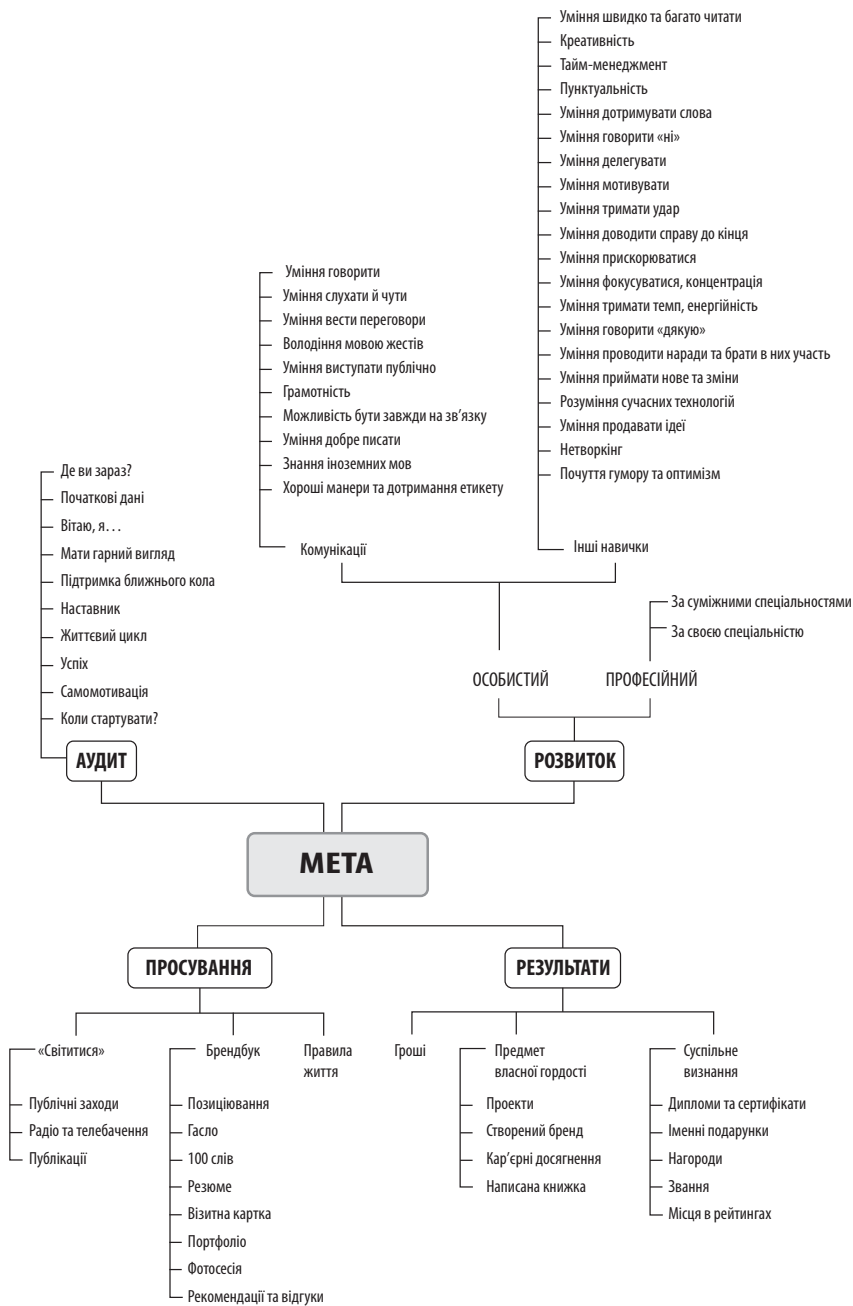 Уміння швидко та багато читати
Креативність
Тайм-менеджмент
Пунктуальність
Уміння дотримувати слова
Уміння говорити «ні»
Уміння делегувати
Уміння мотивувати
Уміння тримати удар
Уміння доводити справу до кінця
Уміння прискорюватися
Уміння фокусуватися, концентрація
Уміння тримати темп, енергійність
Уміння говорити «дякую»
Уміння проводити наради та брати в них участь
Уміння приймати нове та зміни
Розуміння сучасних технологій
Уміння продавати ідеї
Нетворкінг
Почуття гумору та оптимізм
Інші навички
Уміння говорити
Уміння слухати й чути
Уміння вести переговори
Володіння мовою жестів
Уміння виступати публічно
Грамотність
Можливість бути завжди на зв’язку
Уміння добре писати
Знання іноземних мов
Хороші манери та дотримання етикету
Комунікації
Де ви зараз?
Початкові дані
Вітаю, я…
Мати гарний вигляд
Підтримка ближнього кола
Наставник
Життєвий цикл
Успіх
Самомотивація
Коли стартувати?
АУДИТ
За суміжними спеціальностями
За своєю спеціальністю
ОСОБИСТИЙ
ПРОФЕСІЙНИЙ
РОЗВИТОК
МЕТА
ПРОСУВАННЯ
РЕЗУЛЬТАТИ
«Світитися»
Публічні заходи
Радіо та телебачення
Публікації
Брендбук
Позиціювання
Гасло
100 слів
Резюме
Візитна картка
Портфоліо
Фотосесія
Рекомендації та відгуки
Правила
життя
Гроші
Предмет
власної гордості
Проекти
Створений бренд
Кар’єрні досягнення
Написана книжка
Суспільне
визнання
Дипломи та сертифікати
Іменні подарунки
Нагороди
Звання
Місця в рейтингах